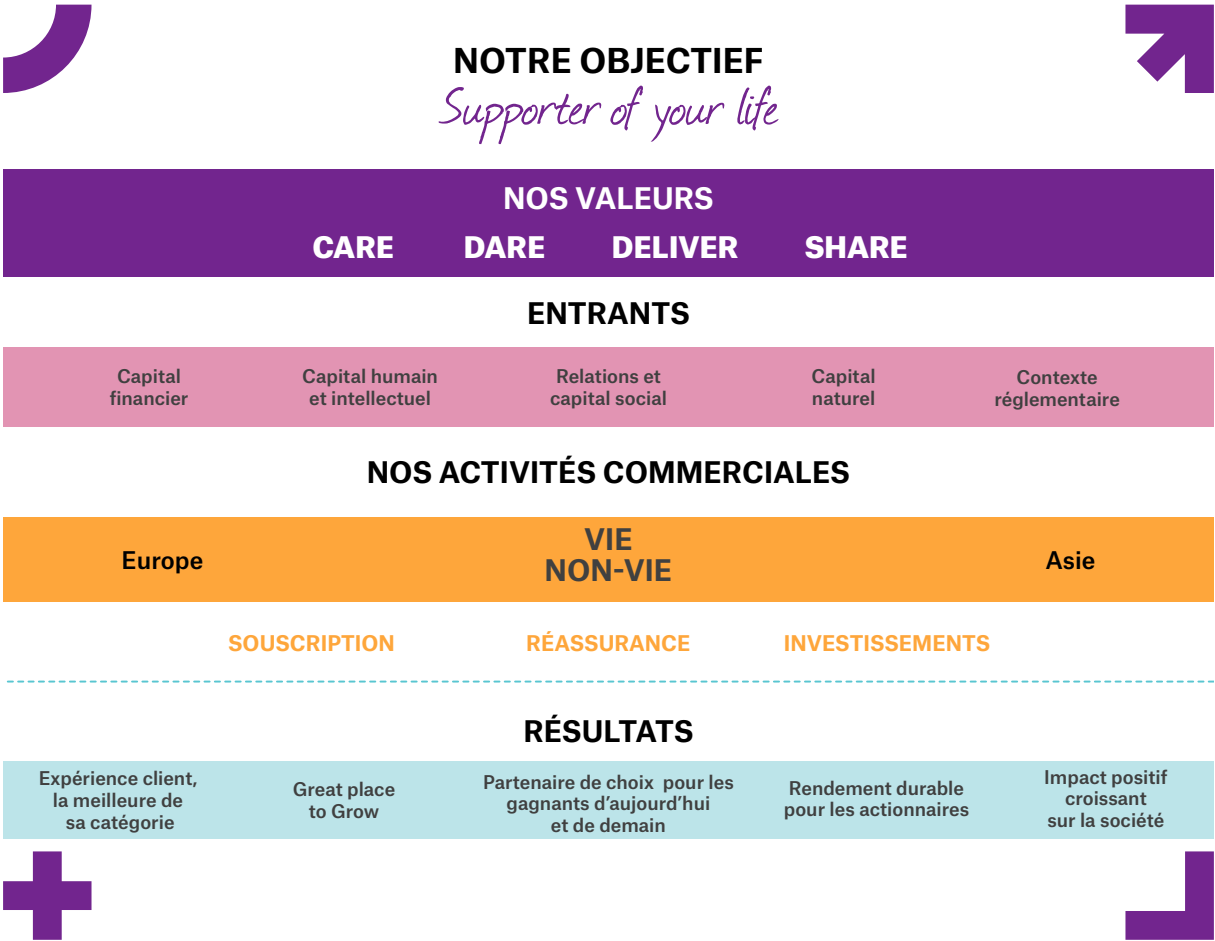 NOTRE OBJECTIF
Supporter of your life
NOS VALEURS
CARE DARE DELIVER SHARE
ENTRANTS
Capital
financier
Capital humain
et intellectuel
Relations et
capital social
Capital
naturel
Contexte
réglementaire
NOS ACTIVITÉS COMMERCIALES
Europe
VIE
NON-VIE
Asie
SOUSCRIPTION RÉASSURANCE INVESTISSEMENTS
RÉSULTATS
Expérience client,
la meilleure de
sa catégorie
Great place
to Grow
Partenaire de choix pour les
gagnants d’aujourd’hui
et de demain
Rendement durable
pour les actionnaires
Impact positif
croissant
sur la société